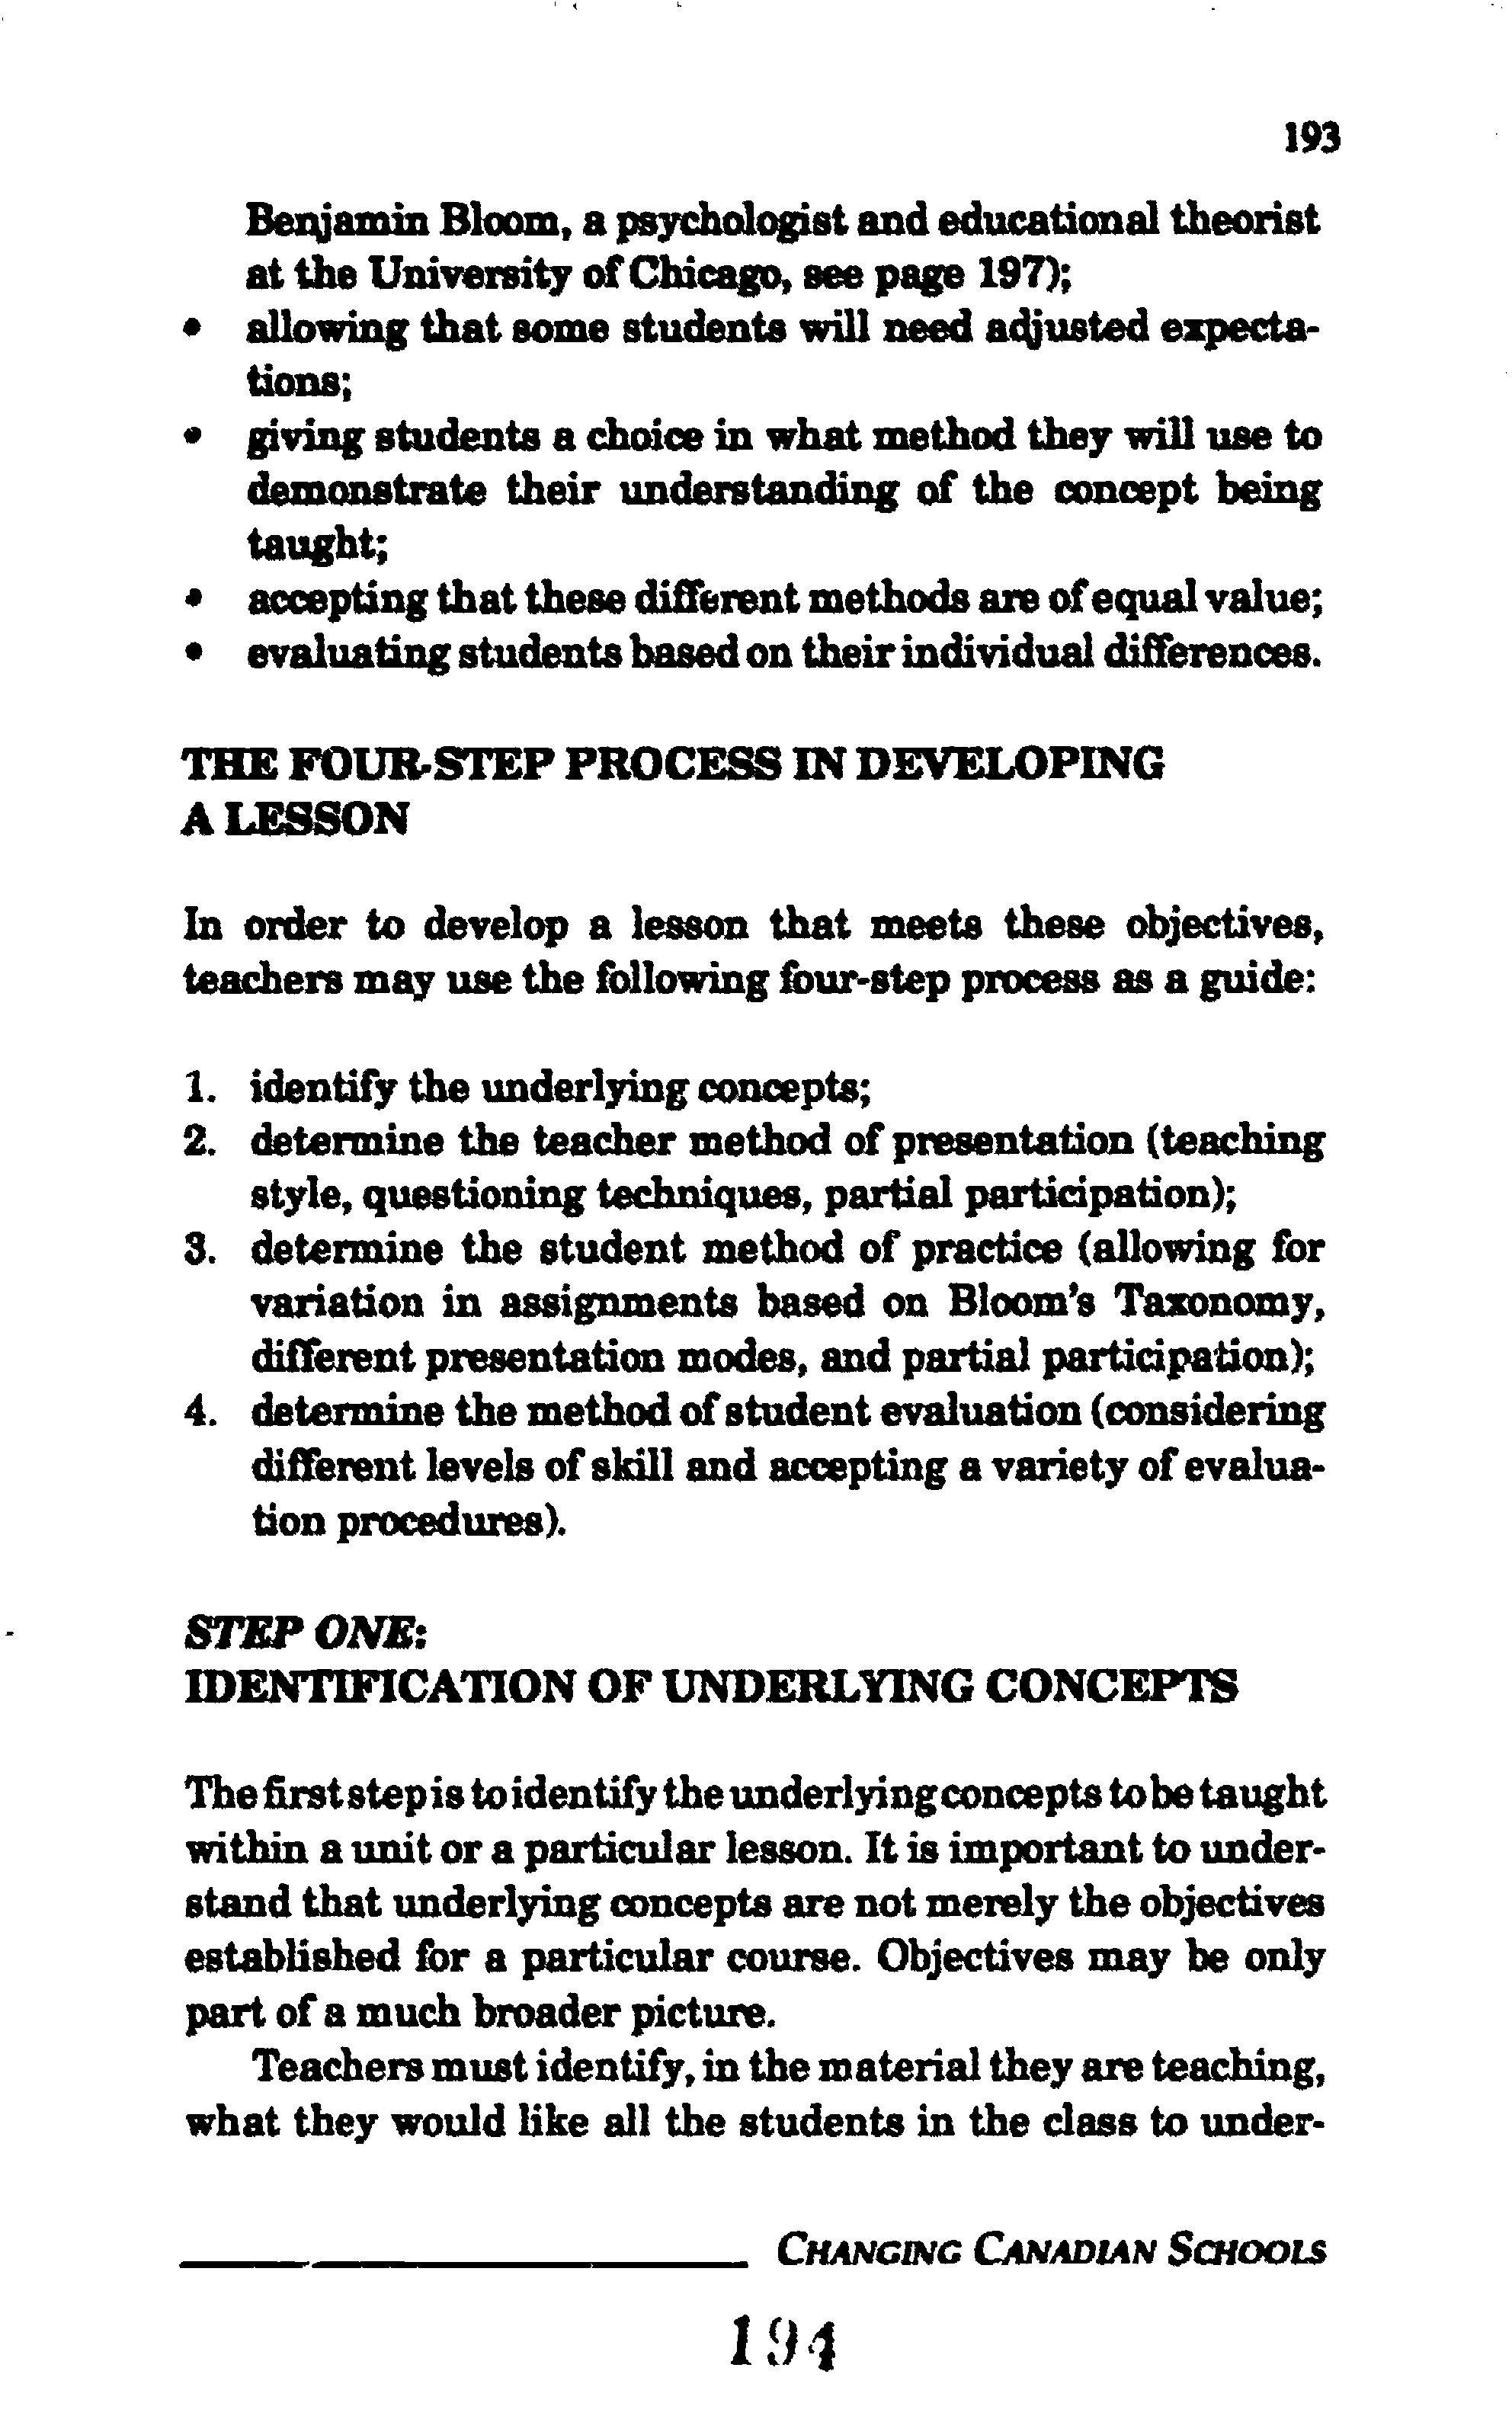 193
Benjamin Bloom, a psychologist and educational theorist
at the University of Chicago, see page 197);
• allowing that some students will need adjusted expecta-
tions;
• giving students a choice in what method they will use to
demonstrate their understanding of the concept being
taught;
• accepting that these different methods are of equal value;
• evaluating students based on their individual differences.
THE FOUR-STEP PROCESS IN DEVELOPING
A LESSON
In order to develop a lesson that meets these objectives,
teachers may use the following four-step process as a guide:
1. identify the underlying concepts;
2. determine the teacher method of presentation (teaching
style, questioning techniques, partial participation);
3. determine the student method of practice (allowing for
variation in assignments based on Bloom's Taxonomy,
different presentation modes, and partial participation);
4. determine the method of student evaluation (considering
different levels of skill and accepting a variety of evalua-
tion procedures).
STEP ONE:
IDENTIFICATION OF UNDERLYING CONCEPTS
The first step is to identify the underlying concepts to be taught
within a unit or a particular lesson. It is important to under-
stand that underlying concepts are not merely the objectives
established for a particular course. Objectives may be only
part of a much broader picture.
Teachers must identify, in the material they are teaching,
what they would like all the students in the class to under-
CHANGING CANADIAN SCHOOLS
194